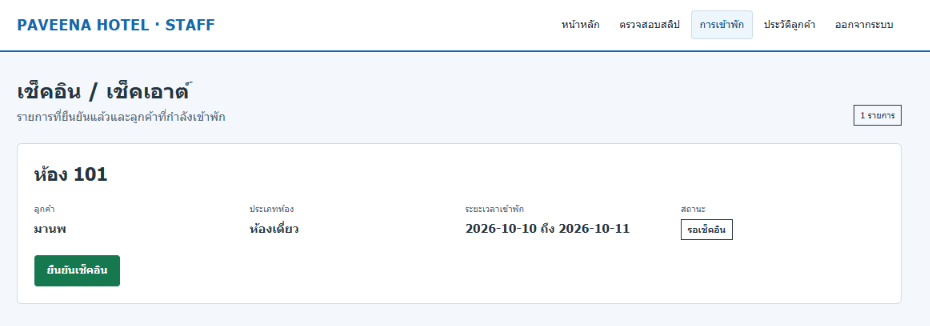 PAVEENA HOTEL · STAFF
หน้าหลัก ตรวจสอบสลิป การเข้าพัก ประวัติลูกค้า ออกจากระบบ
เช็คอิน / เช็คเอาต์
รายการที่ยืนยันแล้วและลูกค้าที่กำลังเข้าพัก
1 รายการ
ห้อง 101
ลูกค้า ประเภทห้อง ระยะเวลาเข้าพัก สถานะ
มานพ ห้องเดี่ยว 2026-10-10 ถึง 2026-10-11 รอเช็คอิน
ยืนยันเช็คอิน